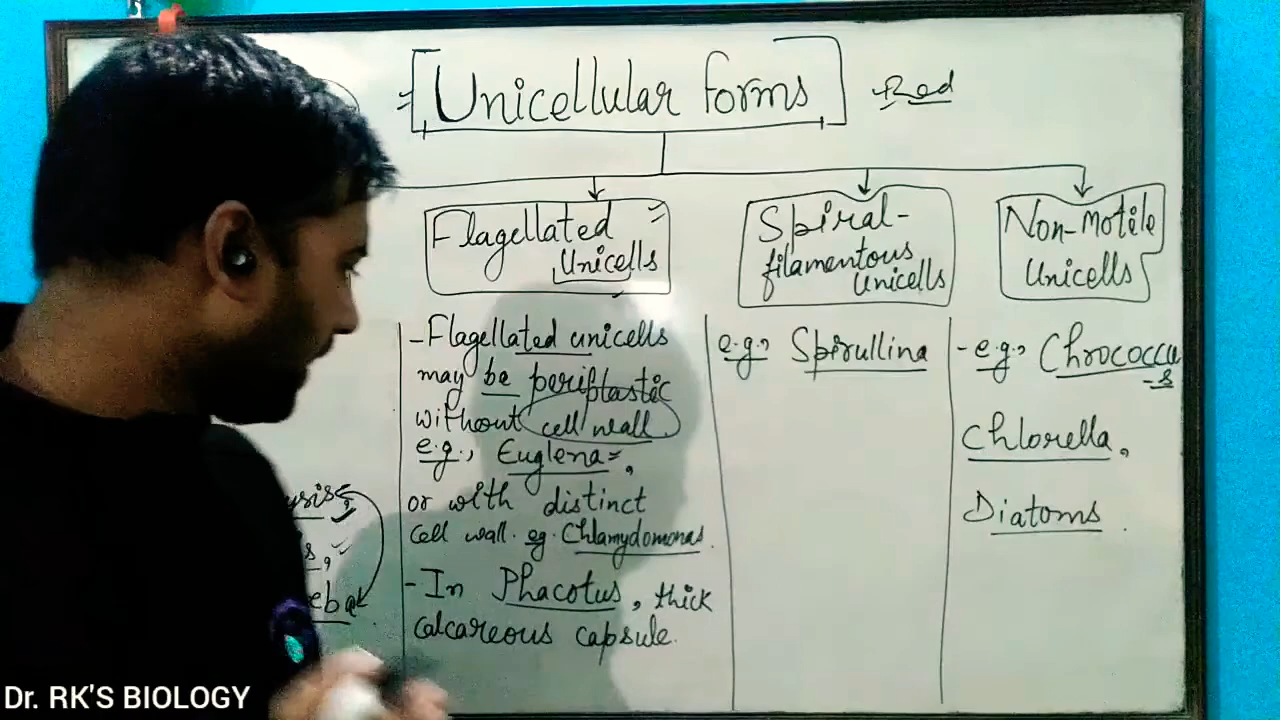 Unicellular forms
Red
Flagellated
Unicells
Spiral-
filamentous
Unicells
Non-Motile
Unicells
- Flagellated unicells
may be periplastic
without cell wall
e.g., Euglena,
or with distinct
cell wall. eg. Chlamydomonas.
- In Phacotus, thick
calcareous capsule.
e.g., Spirullina
- e.g., Chrococcu
-s
Chlorella,
Diatoms.
Dr. RK'S BIOLOGY